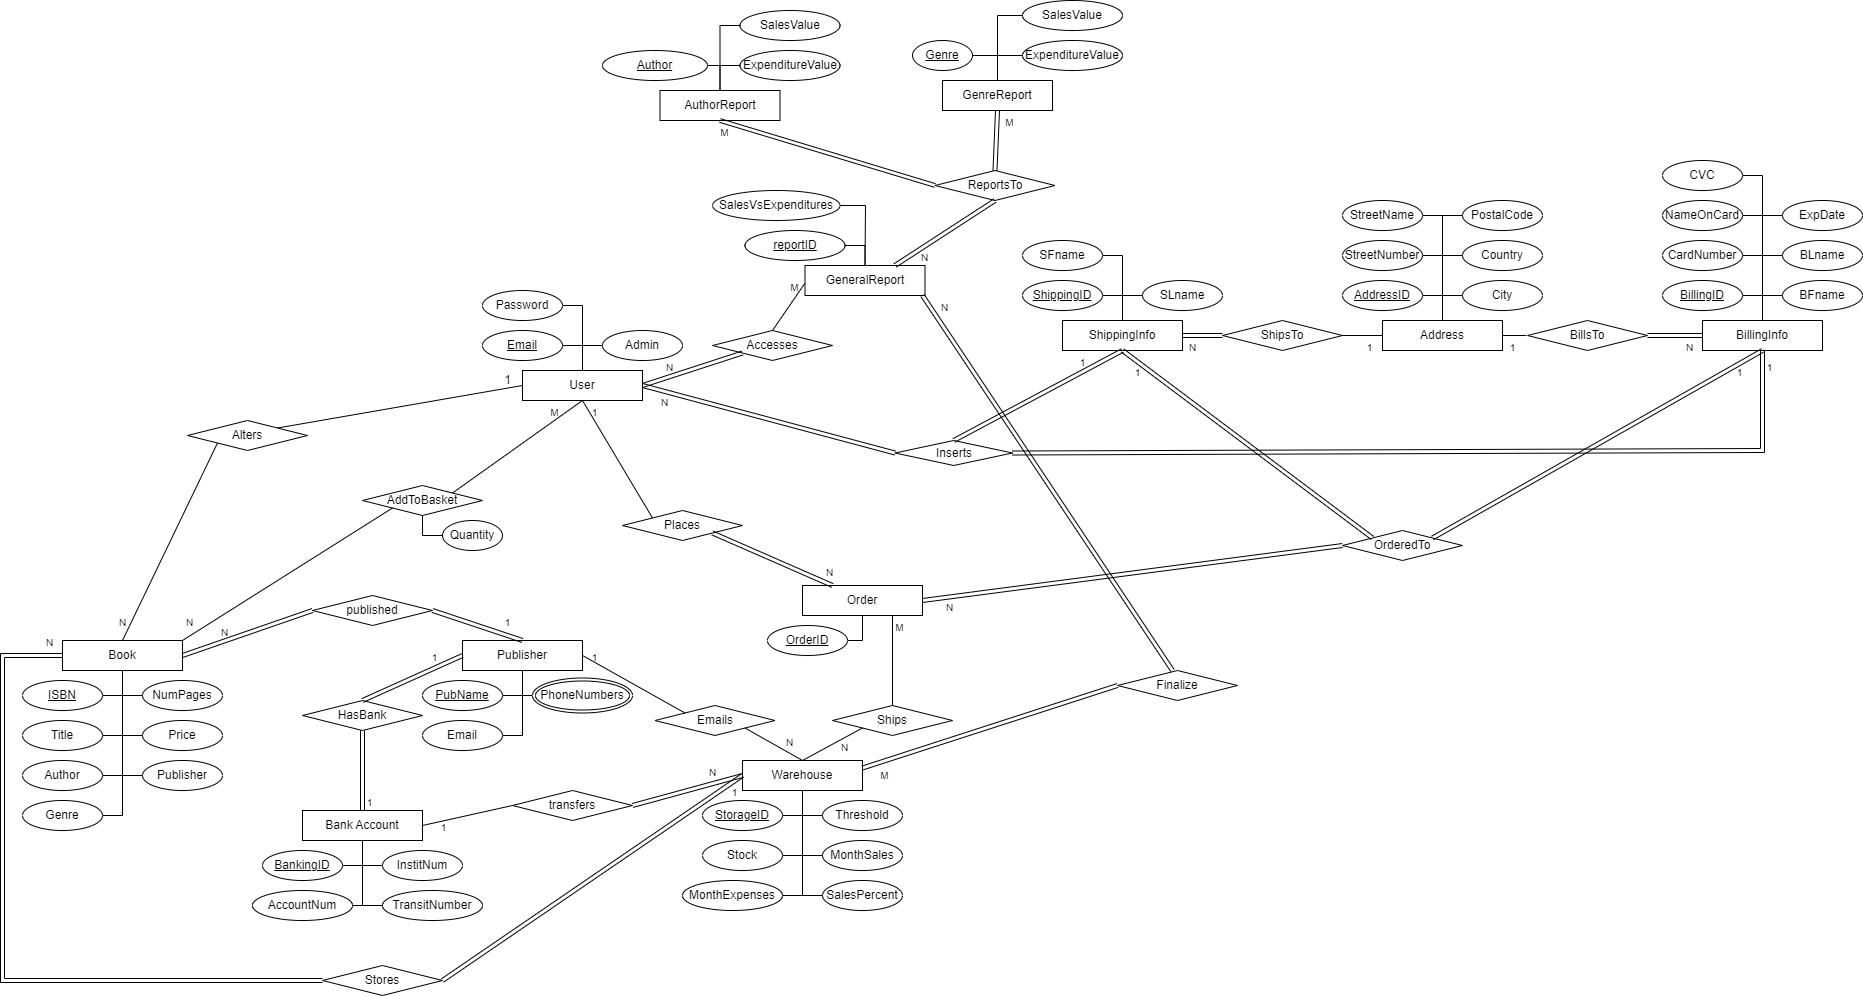 SalesValue
SalesValue
Author
ExpenditureValue
Genre
ExpenditureValue
AuthorReport
GenreReport
M
M
ReportsTo
SalesVsExpenditures
reportID
N
GeneralReport
M
N
CVC
StreetName
PostalCode
NameOnCard
ExpDate
SFname
StreetNumber
Country
CardNumber
BLname
ShippingID
SLname
AddressID
City
BillingID
BFname
Password
Email
Admin
Accesses
ShippingInfo
ShipsTo
Address
BillsTo
BillingInfo
N
1
1
N
1
1
1
1
N
User
1
N
M
1
Alters
Inserts
AddToBasket
Quantity
Places
OrderedTo
N
Order
N
published
N
N
N
1
N
M
OrderID
Book
Publisher
1
1
ISBN
NumPages
PubName
PhoneNumbers
Finalize
HasBank
Emails
Ships
Title
Price
Email
N
N
Author
Publisher
N
Warehouse
M
1
Genre
1
transfers
StorageID
Threshold
Bank Account
1
Stock
MonthSales
BankingID
InstitNum
MonthExpenses
SalesPercent
AccountNum
TransitNumber
Stores